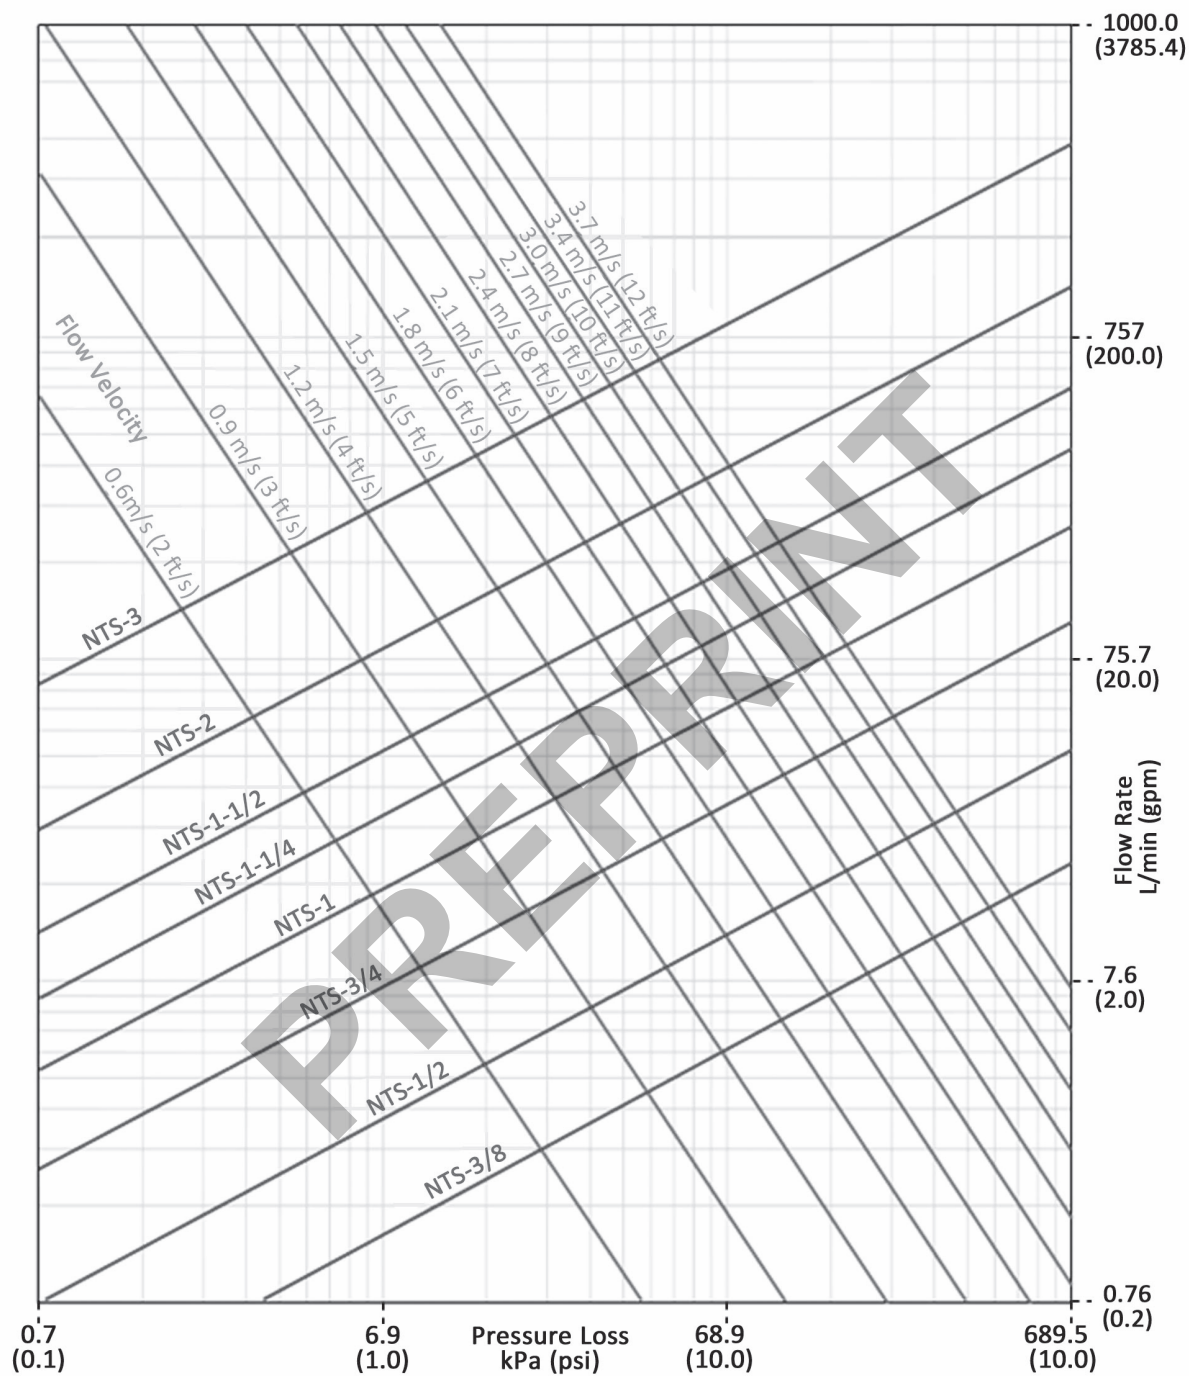 1000.0
(3785.4)
3.7 m/s (12 ft/s)
3.4 m/s (11 ft/s)
3.0 m/s (10 ft/s)
2.7 m/s (9 ft/s)
2.4 m/s (8 ft/s)
2.1 m/s (7 ft/s)
1.8 m/s (6 ft/s)
1.5 m/s (5 ft/s)
1.2 m/s (4 ft/s)
0.9 m/s (3 ft/s)
0.6m/s (2 ft/s)
Flow Velocity
757
(200.0)
NTS-3
75.7
(20.0)
NTS-2
NTS-1-1/2
NTS-1-1/4
NTS-1
NTS-3/4
NTS-1/2
NTS-3/8
PREPRINT
Flow Rate
L/min (gpm)
7.6
(2.0)
0.76
(0.2)
0.7
(0.1)
6.9
(1.0)
Pressure Loss
kPa (psi)
68.9
(10.0)
689.5
(10.0)